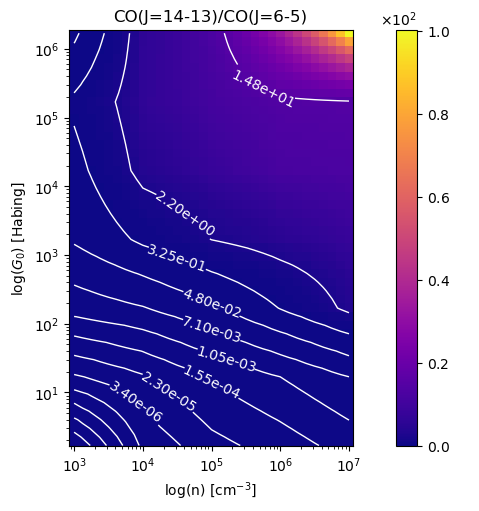 CO(J=14-13)/CO(J=6-5)
×10²
10⁶
10⁵
10⁴
10³
10²
10¹
log(G₀) [Habing]
1.48e+01
2.20e+00
3.25e-01
4.80e-02
7.10e-03
1.05e-03
1.55e-04
2.30e-05
3.40e-06
10³
10⁴
10⁵
10⁶
10⁷
log(n) [cm⁻³]
1.0
0.8
0.6
0.4
0.2
0.0